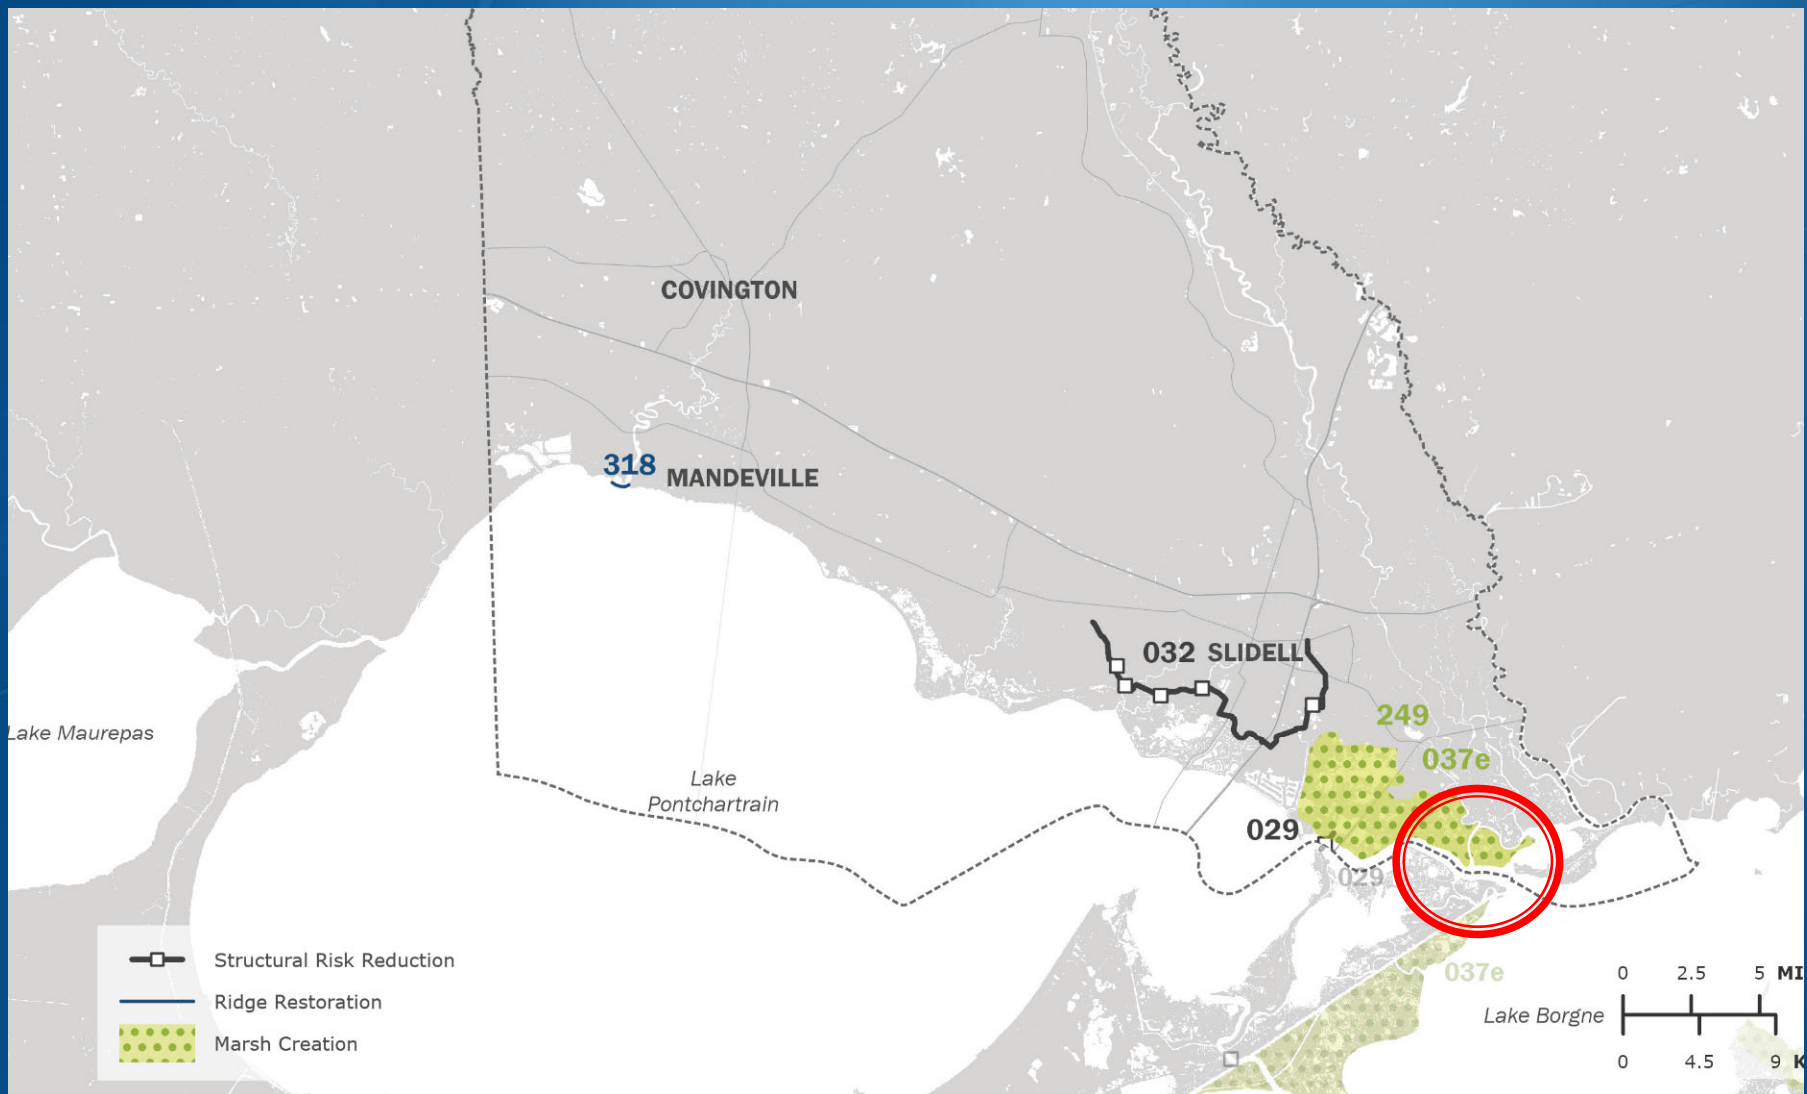 COVINGTON
318 MANDEVILLE
032 SLIDELL
249
Lake Maurepas
037e
Lake
Pontchartrain
029
029
037e
Structural Risk Reduction
Ridge Restoration
Marsh Creation
0 2.5 5 MI
Lake Borgne
0 4.5 9 K